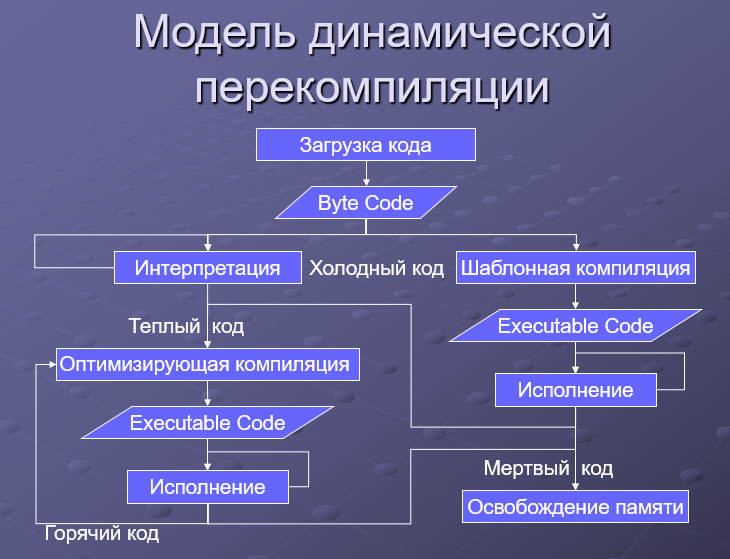 Модель динамической
перекомпиляции
Загрузка кода
Byte Code
Интерпретация
Холодный код
Шаблонная компиляция
Теплый код
Executable Code
Оптимизирующая компиляция
Исполнение
Executable Code
Мертвый код
Исполнение
Освобождение памяти
Горячий код